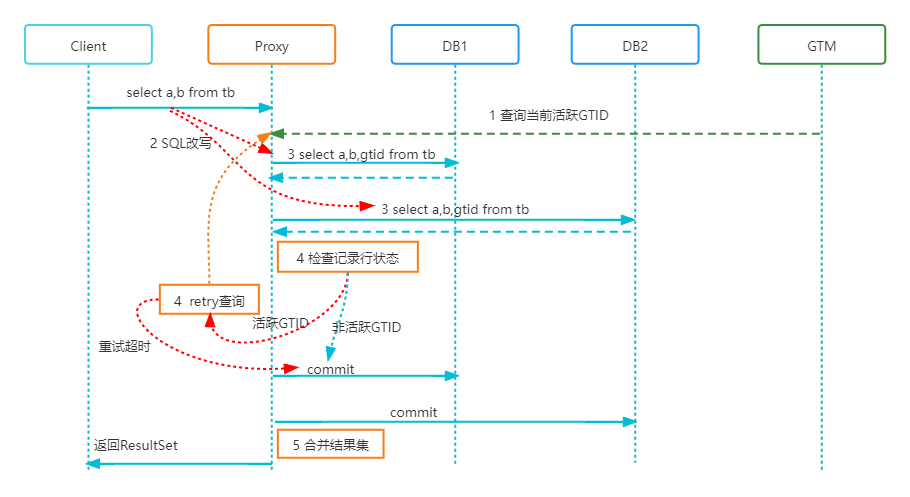 Client
Proxy
DB1
DB2
GTM
select a,b from tb
1 查询当前活跃GTID
2 SQL改写
3 select a,b,gtid from tb
3 select a,b,gtid from tb
4 检查记录行状态
4 retry查询
活跃GTID
非活跃GTID
重试超时
commit
commit
返回ResultSet
5 合并结果集